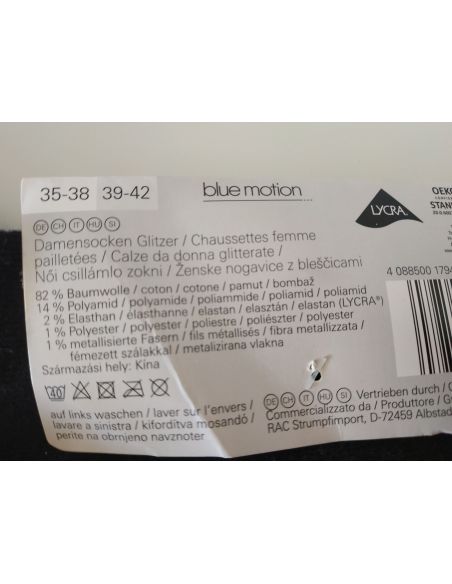 35-38 39-42
blue motion...
LYCRA®
OEKO
STAN
DE CH IT HU SI
Damensocken Glitzer / Chaussettes femme
pailletées / Calze da donna glitterate /
Női csillámlo zokni / Ženske nogavice z bleščicami
4 088500 179
82 % Baumwolle / coton / cotone / pamut / bombaž
14 % Polyamid / polyamide / poliammide / poliamid / poliamid
2 % Elasthan / élasthanne / elastan / elasztán / elastan (LYCRA®)
1 % Polyester / polyester / poliestre / poliészter / poliester
1 % metallisierte Fasern / fils métallisés / fibra metallizzata /
fémezett szálakkal / metalizirana vlakna
Származási hely: Kína
40
auf links waschen / laver sur l'envers /
lavare a sinistra / kifordítva mosandó /
perite na obrnjeno navznoter
DE CH IT HU SI Vertrieben durch /
Commercializzato da / Produttore /
RAC Strumpfimport, D-72459 Albstad